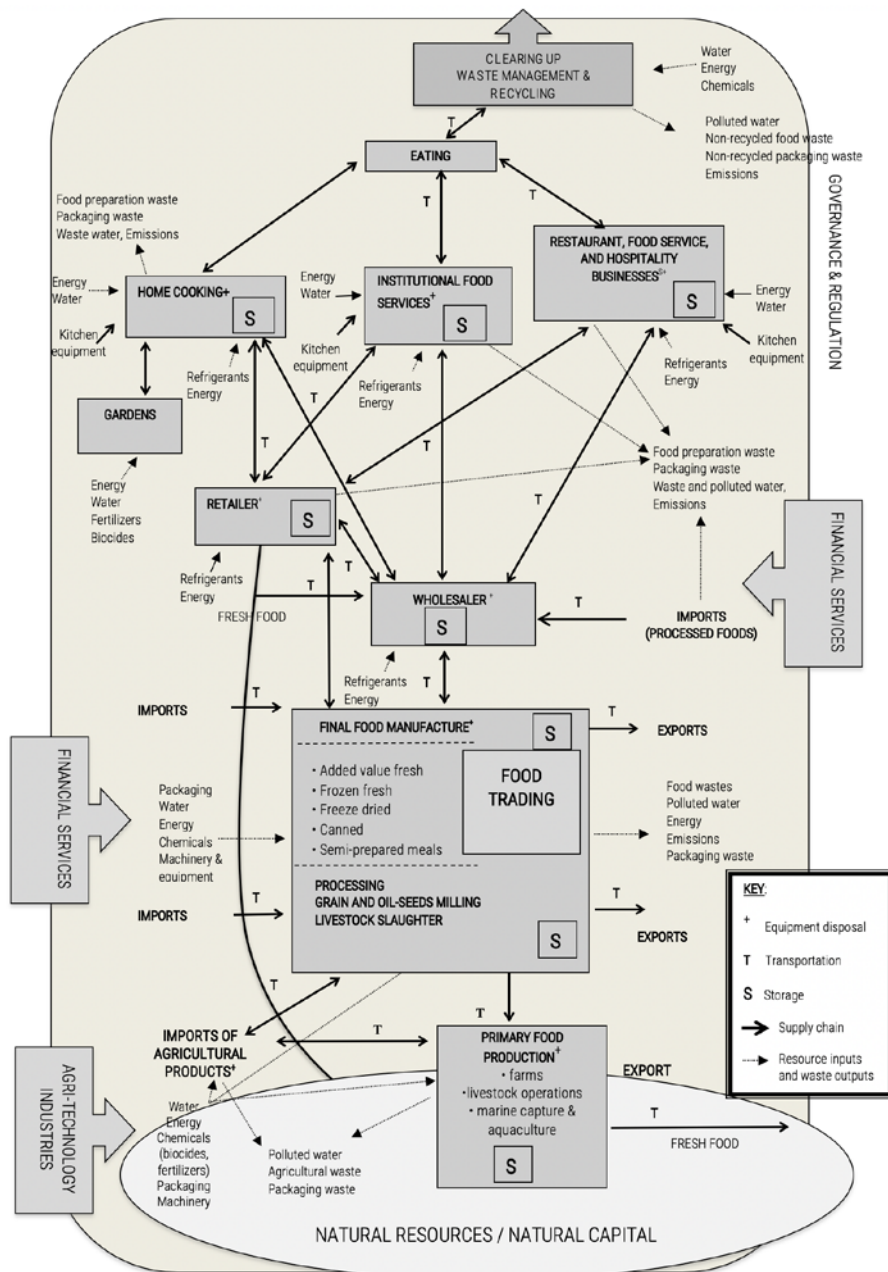 CLEARING UP
WASTE MANAGEMENT &
RECYCLING
Water
Energy
Chemicals
T
Polluted water
Non-recycled food waste
Non-recycled packaging waste
Emissions
EATING
GOVERNANCE & REGULATION
T
T
Food preparation waste
Packaging waste
Waste water, Emissions
RESTAURANT, FOOD SERVICE,
AND HOSPITALITY
BUSINESSES
S
Energy
Water
HOME COOKING+
S
Energy
Water
INSTITUTIONAL FOOD
SERVICES+
S
Energy
Water
Kitchen
equipment
Kitchen
equipment
Kitchen
equipment
Refrigerants
Energy
Refrigerants
Energy
Refrigerants
Energy
GARDENS
T
T
T
Energy
Water
Fertilizers
Biocides
Food preparation waste
Packaging waste
Waste and polluted water,
Emissions
RETAILER+
S
T
FINANCIAL SERVICES
Refrigerants
Energy
T
T
FRESH FOOD
WHOLESALER +
S
T
IMPORTS
(PROCESSED FOODS)
Refrigerants
Energy
T
IMPORTS
T
FINAL FOOD MANUFACTURE+
S
T
EXPORTS
FOOD
TRADING
• Added value fresh
• Frozen fresh
• Freeze dried
• Canned
• Semi-prepared meals
FINANCIAL SERVICES
Packaging
Water
Energy
Chemicals
Machinery &
equipment
Food wastes
Polluted water
Energy
Emissions
Packaging waste
PROCESSING
GRAIN AND OIL-SEEDS MILLING
LIVESTOCK SLAUGHTER
S
IMPORTS
T
T
EXPORTS
KEY:
+ Equipment disposal
T Transportation
S Storage
Supply chain
Resource inputs
and waste outputs
T
T
IMPORTS OF
AGRICULTURAL
PRODUCTS+
T
PRIMARY FOOD
PRODUCTION+
• farms
•livestock operations
• marine capture &
aquaculture
S
EXPORT
T
FRESH FOOD
AGRI-TECHNOLOGY
INDUSTRIES
Water
Energy
Chemicals
(biocides,
fertilizers)
Packaging
Machinery
Polluted water
Agricultural waste
Packaging waste
NATURAL RESOURCES / NATURAL CAPITAL